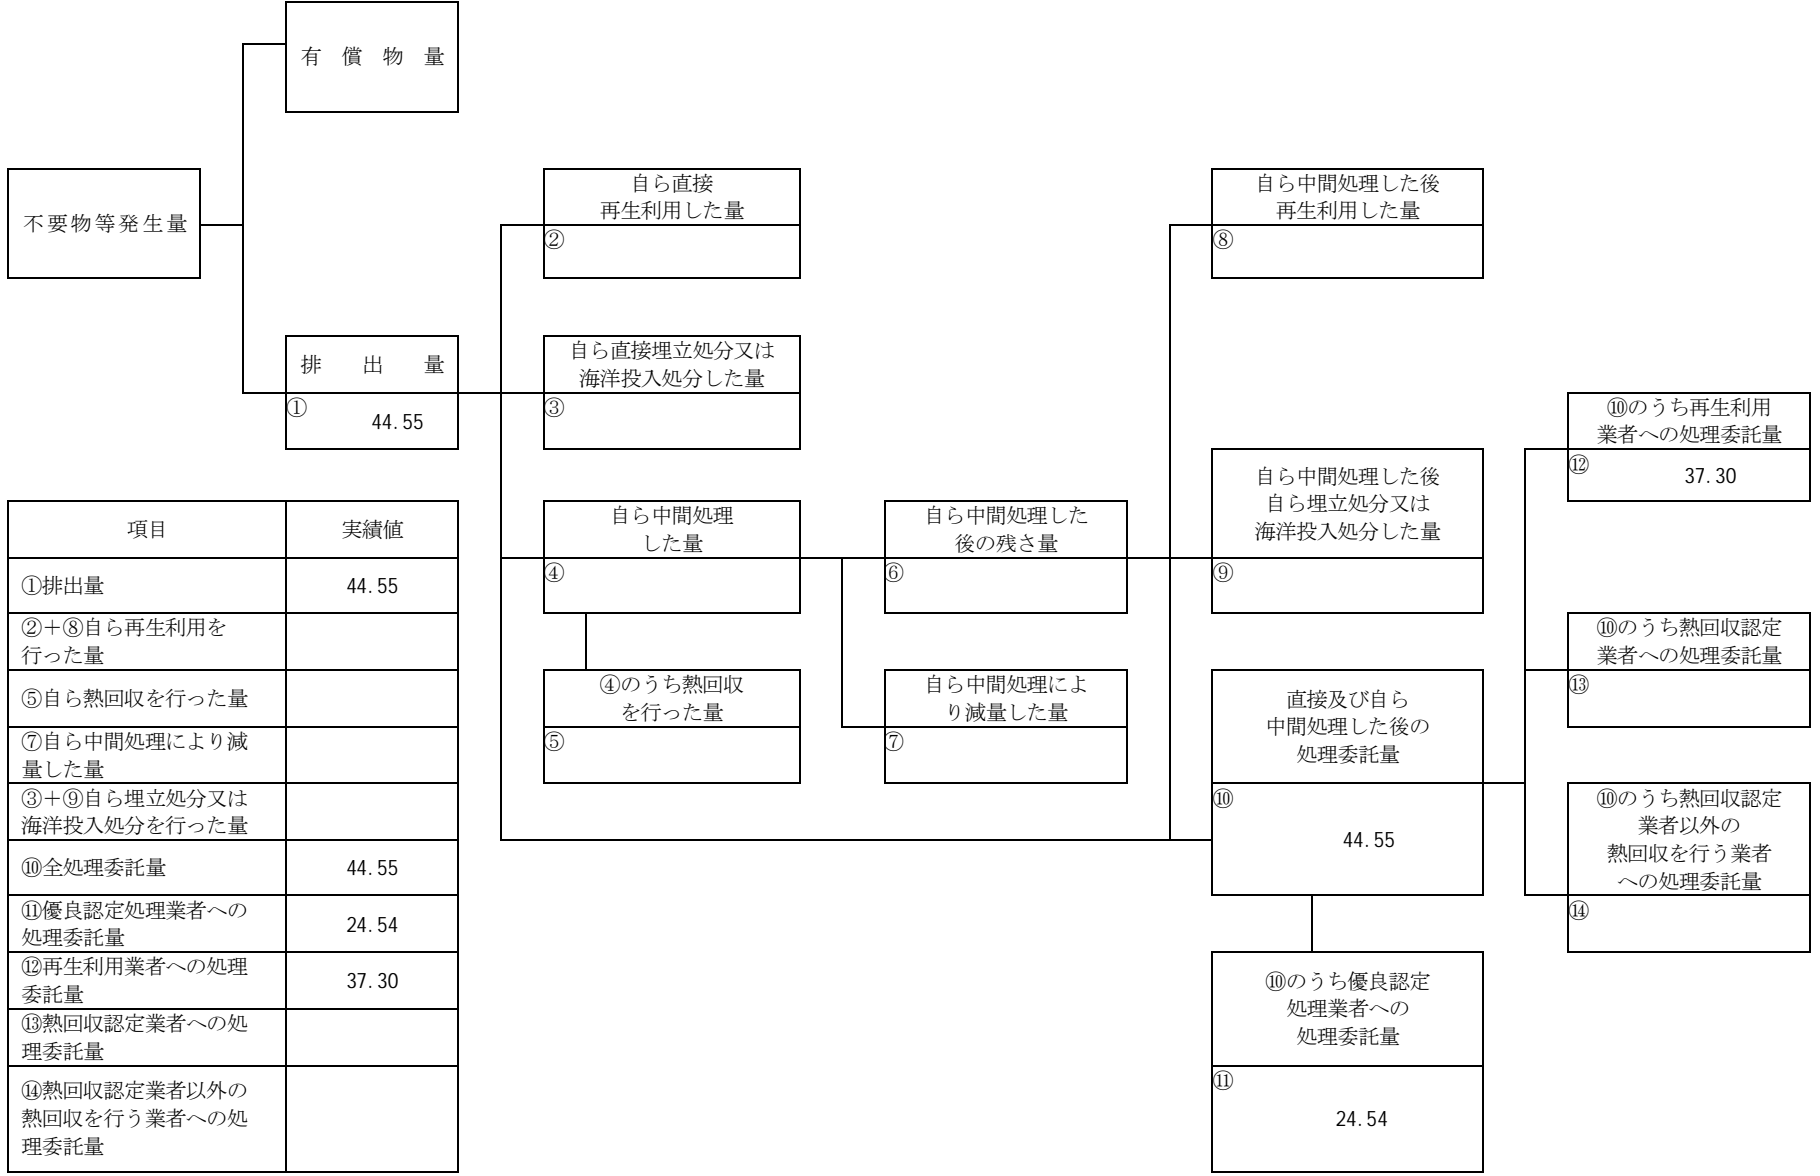 有償物量
不要物等発生量
自ら直接
再生利用した量
②
自ら中間処理した後
再生利用した量
⑧
排出量
①
44.55
自ら直接埋立処分又は
海洋投入処分した量
③
⑩のうち再生利用
業者への処理委託量
⑫
37.30
自ら中間処理
した量
④
自ら中間処理した
後の残さ量
⑥
自ら中間処理した後
自ら埋立処分又は
海洋投入処分した量
⑨
⑩のうち熱回収認定
業者への処理委託量
⑬
④のうち熱回収
を行った量
⑤
自ら中間処理によ
り減量した量
⑦
直接及び自ら
中間処理した後の
処理委託量
⑩
44.55
⑩のうち熱回収認定
業者以外の
熱回収を行う業者
への処理委託量
⑭
⑩のうち優良認定
処理業者への
処理委託量
⑪
24.54
項目 実績値
①排出量 44.55
②+⑧自ら再生利用を
行った量
⑤自ら熱回収を行った量
⑦自ら中間処理により減
量した量
③+⑨自ら埋立処分又は
海洋投入処分を行った量
⑩全処理委託量 44.55
⑪優良認定処理業者への
処理委託量 24.54
⑫再生利用業者への処理
委託量 37.30
⑬熱回収認定業者への処
理委託量
⑭熱回収認定業者以外の
熱回収を行う業者への処
理委託量